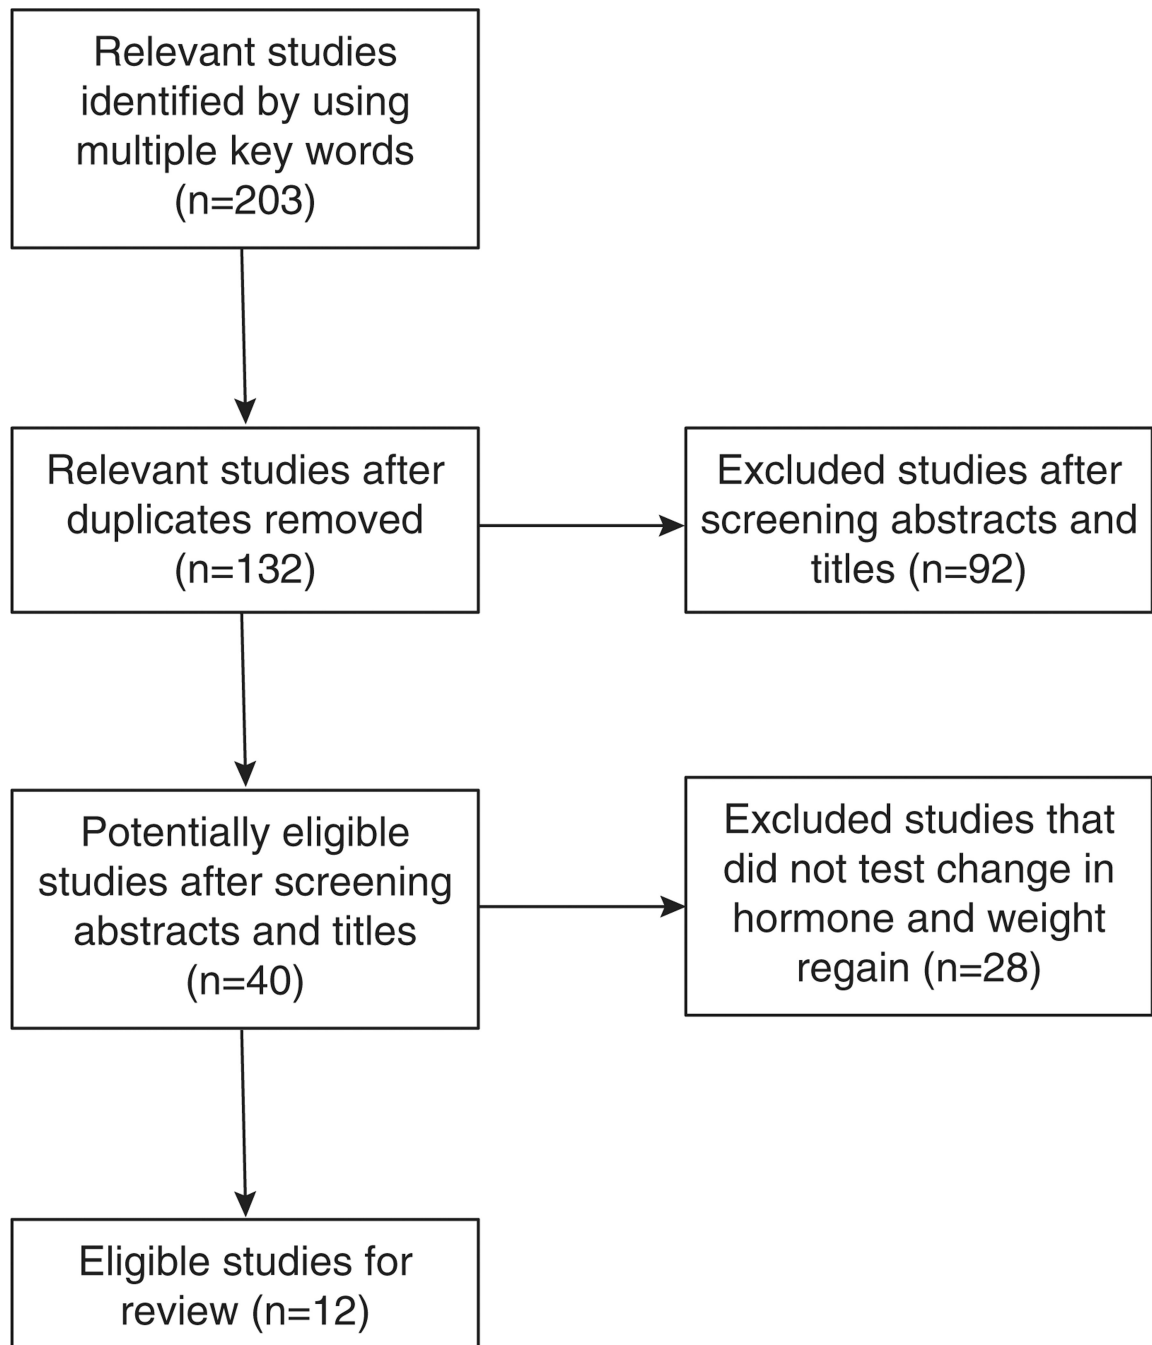 Relevant studies
identified by using
multiple key words
(n=203)
Relevant studies after
duplicates removed
(n=132)
Excluded studies after
screening abstracts and
titles (n=92)
Potentially eligible
studies after screening
abstracts and titles
(n=40)
Excluded studies that
did not test change in
hormone and weight
regain (n=28)
Eligible studies for
review (n=12)